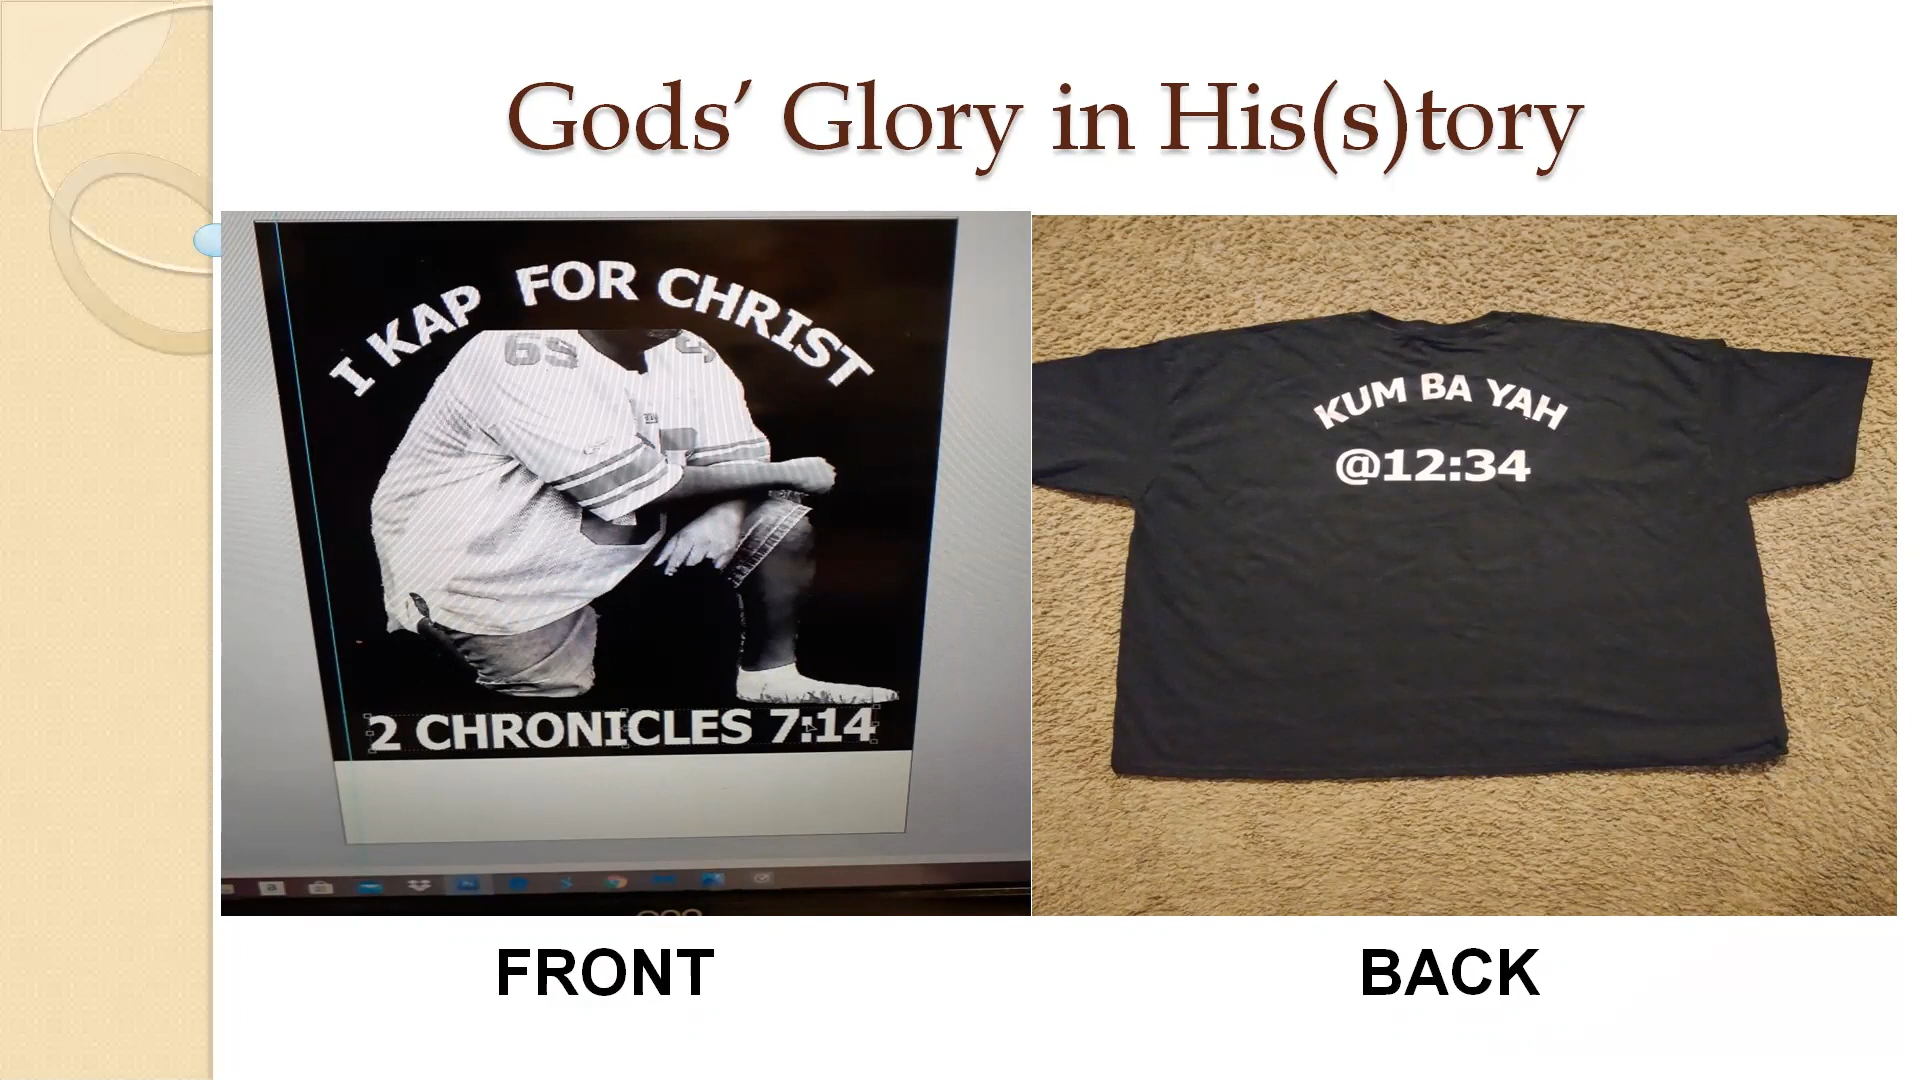 Gods’ Glory in His(s)tory
I KAP FOR CHRIST
69
2 CHRONICLES 7:14
KUM BA YAH
@12:34
FRONT
BACK